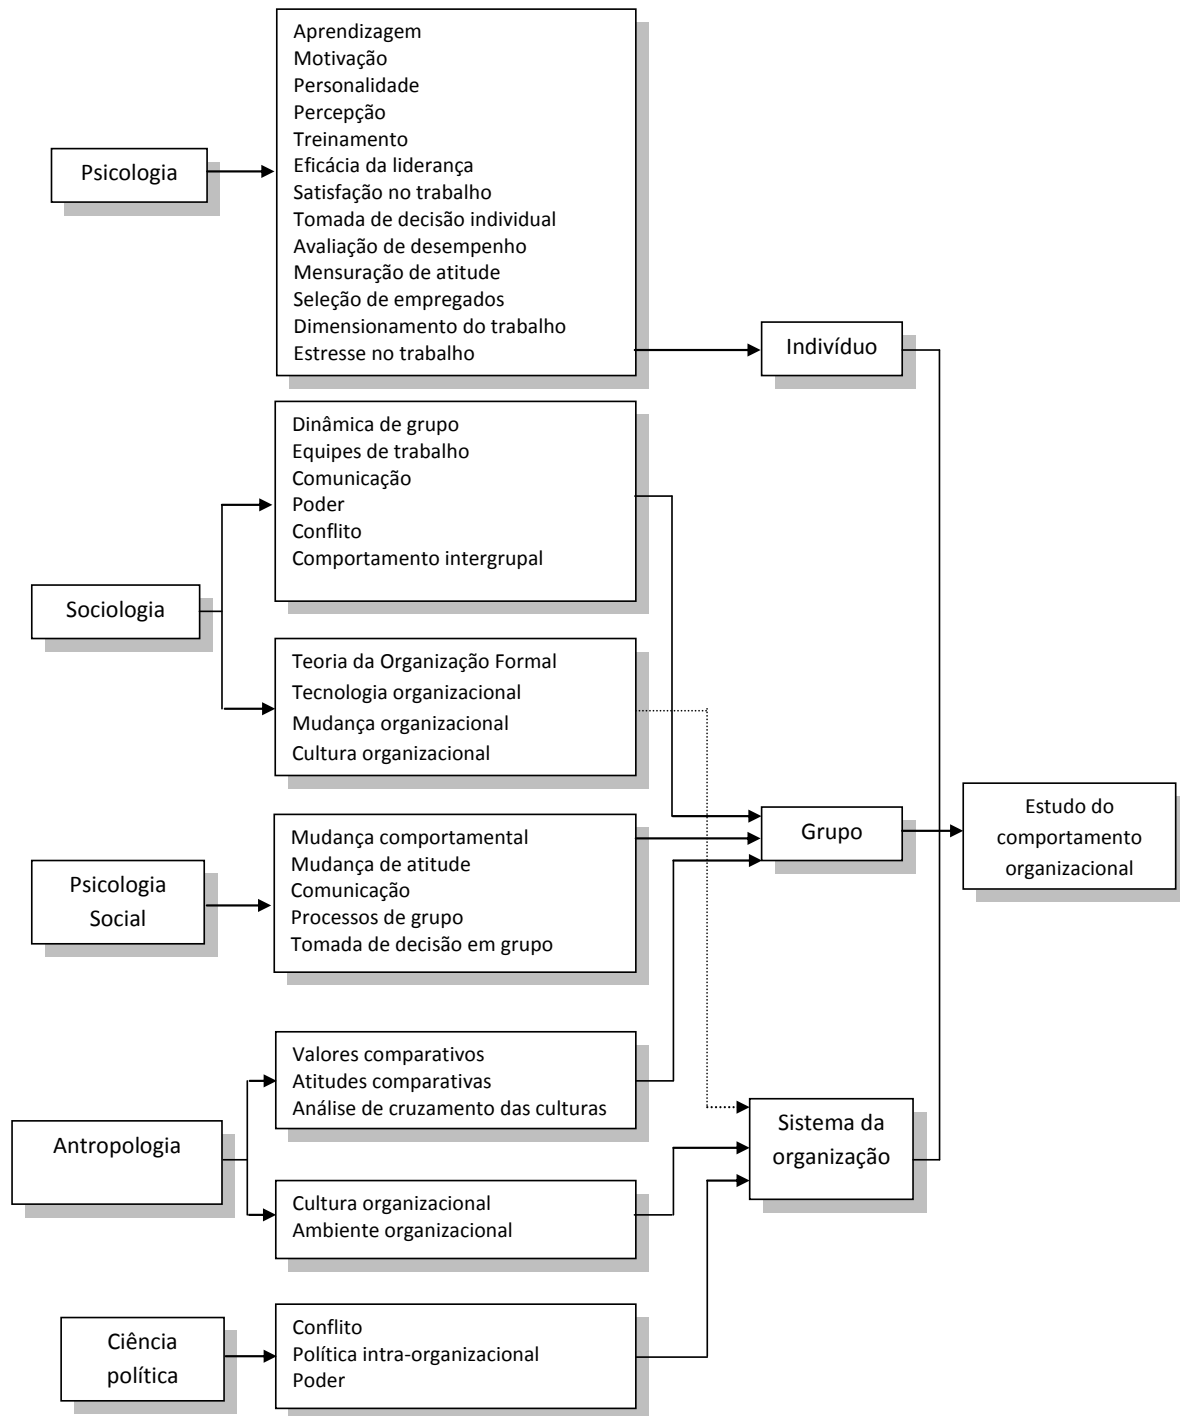 Psicologia
Aprendizagem
Motivação
Personalidade
Percepção
Treinamento
Eficácia da liderança
Satisfação no trabalho
Tomada de decisão individual
Avaliação de desempenho
Mensuração de atitude
Seleção de empregados
Dimensionamento do trabalho
Estresse no trabalho
Indivíduo
Sociologia
Dinâmica de grupo
Equipes de trabalho
Comunicação
Poder
Conflito
Comportamento intergrupal
Teoria da Organização Formal
Tecnologia organizacional
Mudança organizacional
Cultura organizacional
Psicologia
Social
Mudança comportamental
Mudança de atitude
Comunicação
Processos de grupo
Tomada de decisão em grupo
Grupo
Estudo do
comportamento
organizacional
Antropologia
Valores comparativos
Atitudes comparativas
Análise de cruzamento das culturas
Cultura organizacional
Ambiente organizacional
Sistema da
organização
Ciência
política
Conflito
Política intra-organizacional
Poder